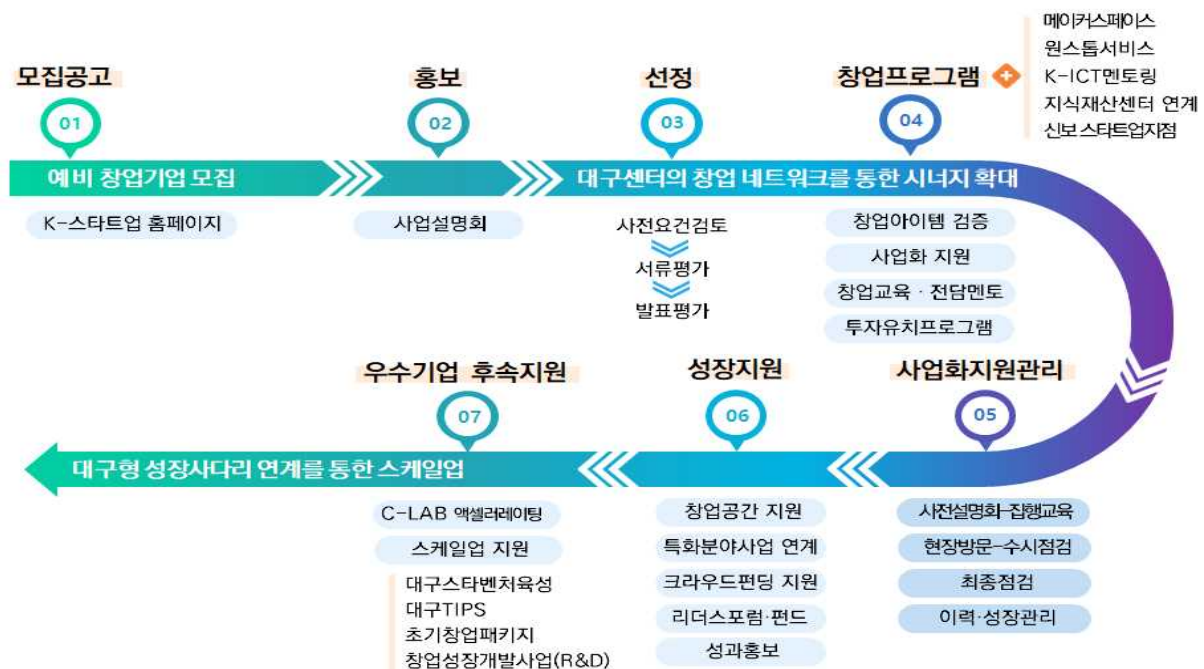 모집공고
01
예비 창업기업 모집
K-스타트업 홈페이지
홍보
02
사업설명회
선정
03
대구센터의 창업 네트워크를 통한 시너지 확대
사전요건검토
서류평가
발표평가
창업프로그램
04
메이커스페이스
원스톱서비스
K-ICT멘토링
지식재산센터 연계
신보 스타트업지점
창업아이템 검증
사업화 지원
창업교육 · 전담멘토
투자유치프로그램
사업화지원관리
05
사전설명회-집행교육
현장방문-수시점검
최종점검
이력·성장관리
성장지원
06
창업공간 지원
특화분야사업 연계
크라우드펀딩 지원
리더스포럼·펀드
성과홍보
우수기업 후속지원
07
대구형 성장사다리 연계를 통한 스케일업
C-LAB 액셀러레이팅
스케일업 지원
대구스타벤처육성
대구TIPS
초기창업패키지
창업성장개발사업(R&D)